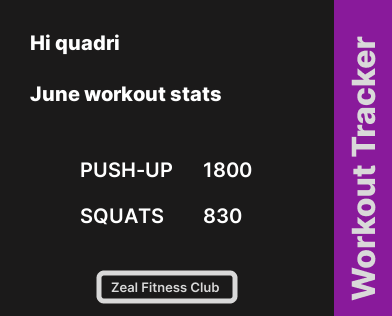 Hi quadri
June workout stats
PUSH-UP 1800
SQUATS 830
Zeal Fitness Club
Workout Tracker